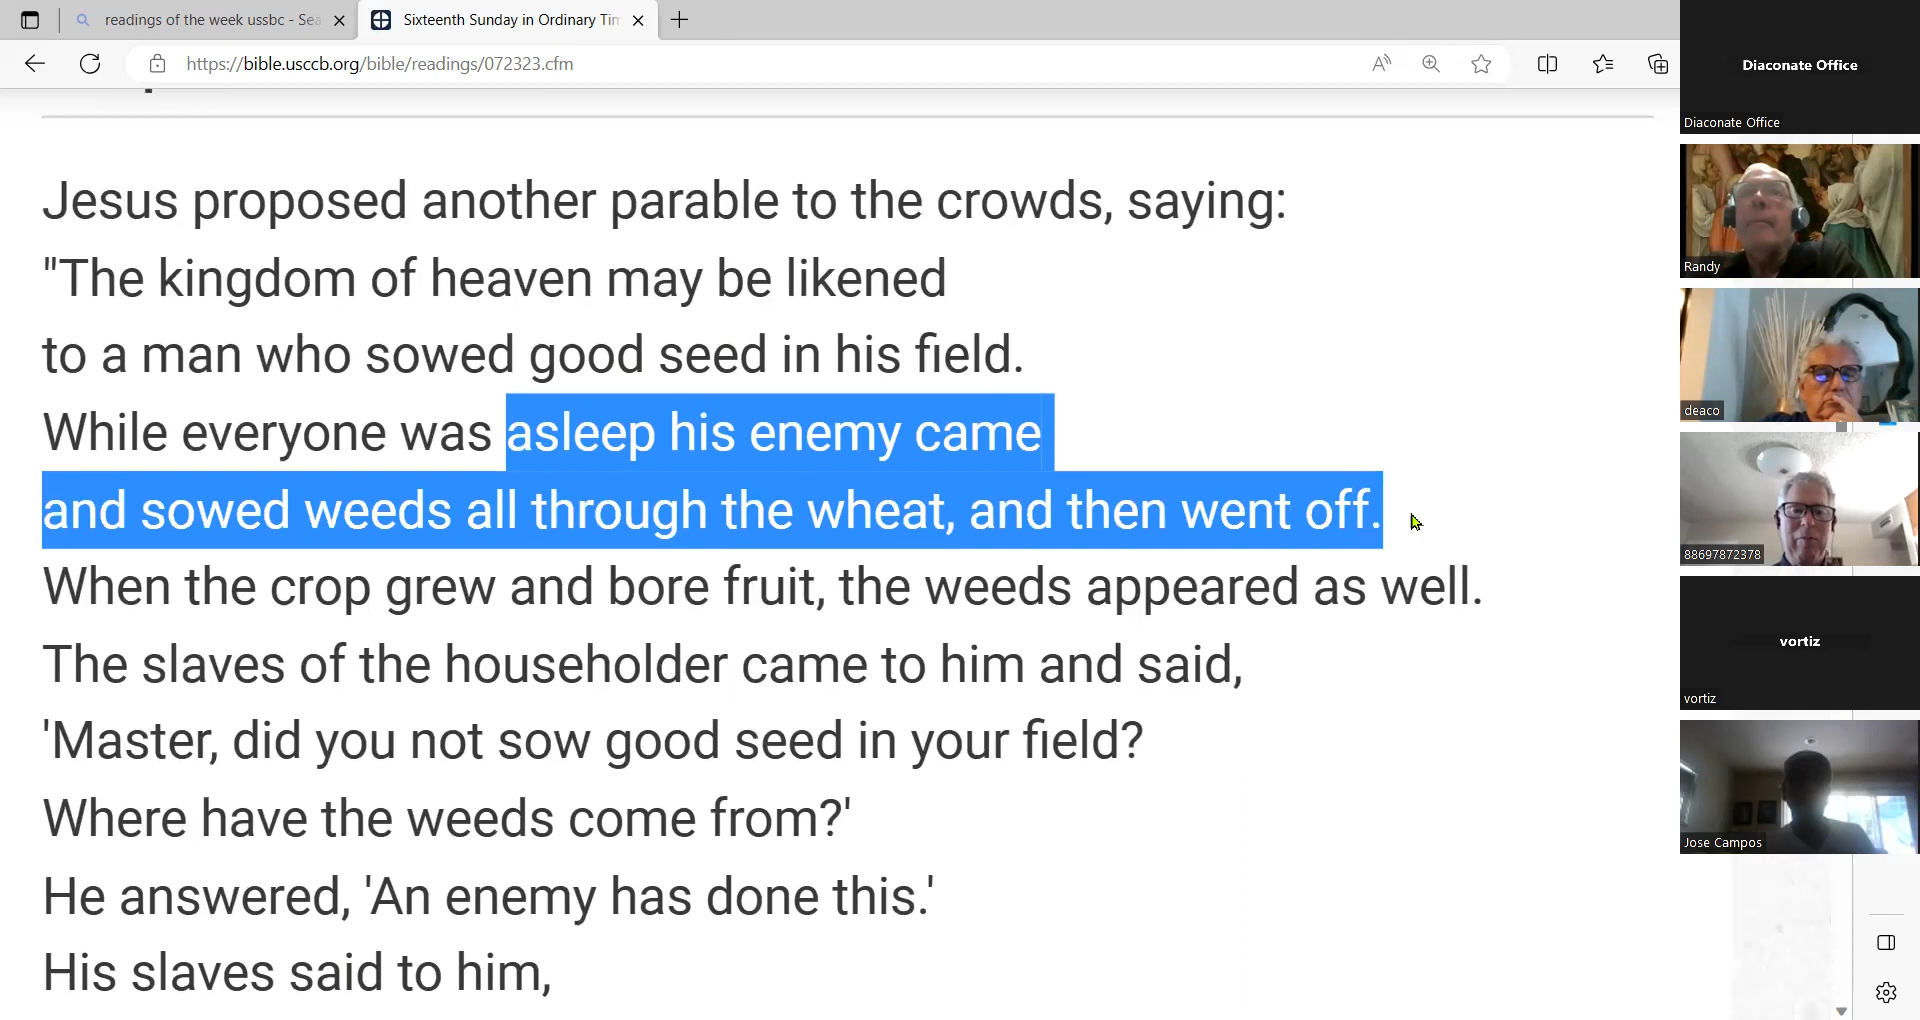 readings of the week ussbc - Sea
Sixteenth Sunday in Ordinary Tim
https://bible.usccb.org/bible/readings/072323.cfm
Jesus proposed another parable to the crowds, saying:
"The kingdom of heaven may be likened
to a man who sowed good seed in his field.
While everyone was asleep his enemy came
and sowed weeds all through the wheat, and then went off.
When the crop grew and bore fruit, the weeds appeared as well.
The slaves of the householder came to him and said,
'Master, did you not sow good seed in your field?
Where have the weeds come from?'
He answered, 'An enemy has done this.'
His slaves said to him,
Diaconate Office
Diaconate Office
Randy
deaco
88697872378
vortiz
vortiz
Jose Campos